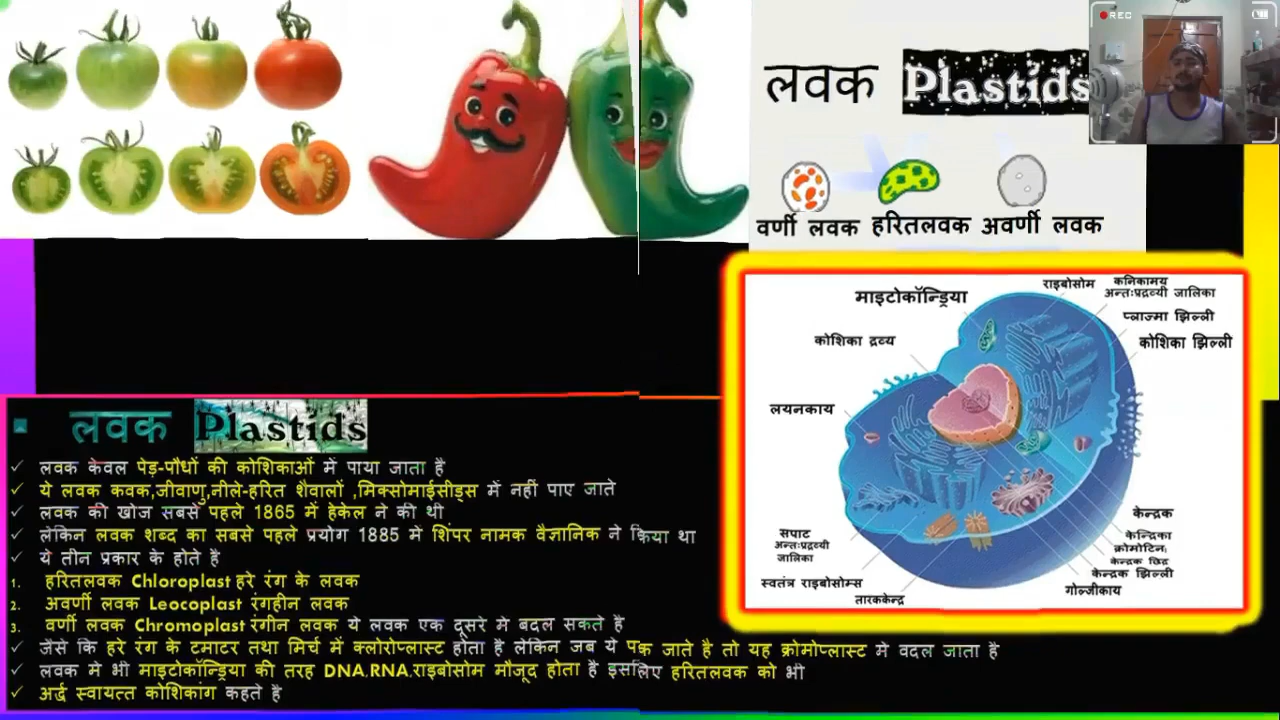 REC
लवक Plastids
वर्णी लवक हरितलवक अवर्णी लवक
माइटोकॉन्ड्रिया
राइबोसोम
कनिकामय
अन्तःप्रद्रव्यी जालिका
प्लाज्मा झिल्ली
कोशिका झिल्ली
कोशिका द्रव्य
लयनकाय
सपाट
अन्तःप्रद्रव्यी
जालिका
स्वतंत्र राइबोसोम्स
तारककेन्द्र
केन्द्रक
केन्द्रिका
क्रोमोटिन
केन्द्रक छिद्र
केन्द्रक झिल्ली
गोल्जीकाय
लवक Plastids
✓ लवक केवल पेड़-पौधों की कोशिकाओं में पाया जाता है
✓ ये लवक कवक,जीवाणु,नीले-हरित शैवालों ,मिक्सोमाईसीड्स में नहीं पाए जाते
✓ लवक की खोज सबसे पहले 1865 में हेकेल ने की थी
✓ लेकिन लवक शब्द का सबसे पहले प्रयोग 1885 में शिंपर नामक वैज्ञानिक ने किया था
✓ ये तीन प्रकार के होते है
1. हरितलवक Chloroplast हरे रंग के लवक
2. अवर्णी लवक Leocoplast रंगहीन लवक
3. वर्णी लवक Chromoplast रंगीन लवक ये लवक एक दूसरे मे बदल सकते है
✓ जैसे कि हरे रंग के टमाटर तथा मिर्च में क्लोरोप्लास्ट होता है लेकिन जब ये पक जाते है तो यह क्रोमोप्लास्ट मे वदल जाता है
✓ लवक मे भी माइटोकॉन्ड्रिया की तरह DNA.RNA.राइबोसोम मौजूद होता है इसलिए हरितलवक को भी
✓ अर्द्ध स्वायत्त कोशिकांग कहते है